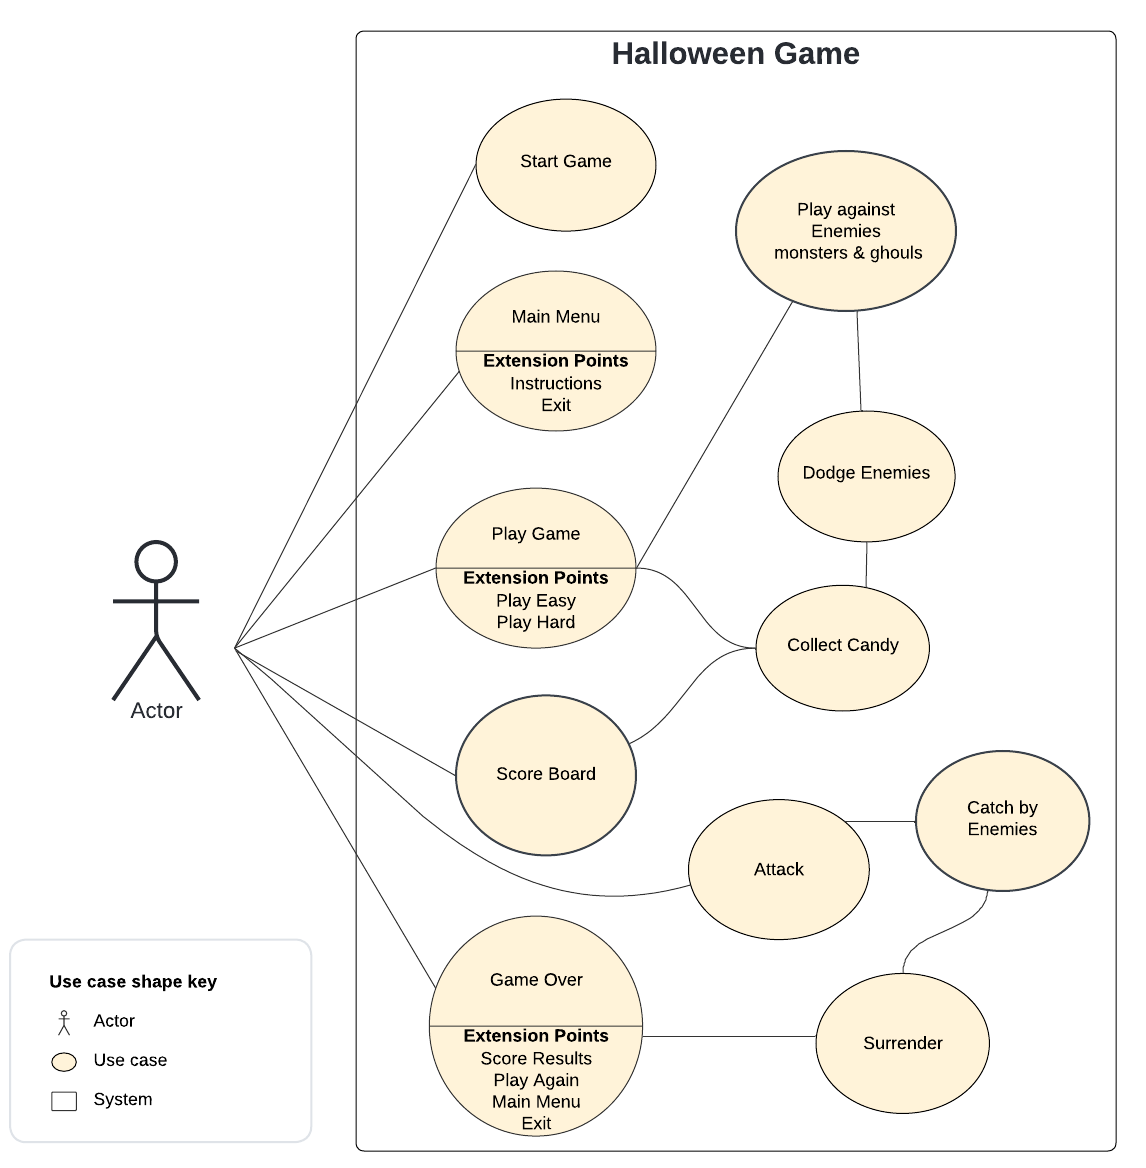 Halloween Game
Start Game
Play against
Enemies
monsters & ghouls
Main Menu
Extension Points
Instructions
Exit
Dodge Enemies
Play Game
Extension Points
Play Easy
Play Hard
Collect Candy
Actor
Score Board
Catch by
Enemies
Attack
Game Over
Extension Points
Score Results
Play Again
Main Menu
Exit
Surrender
Use case shape key
Actor
Use case
System